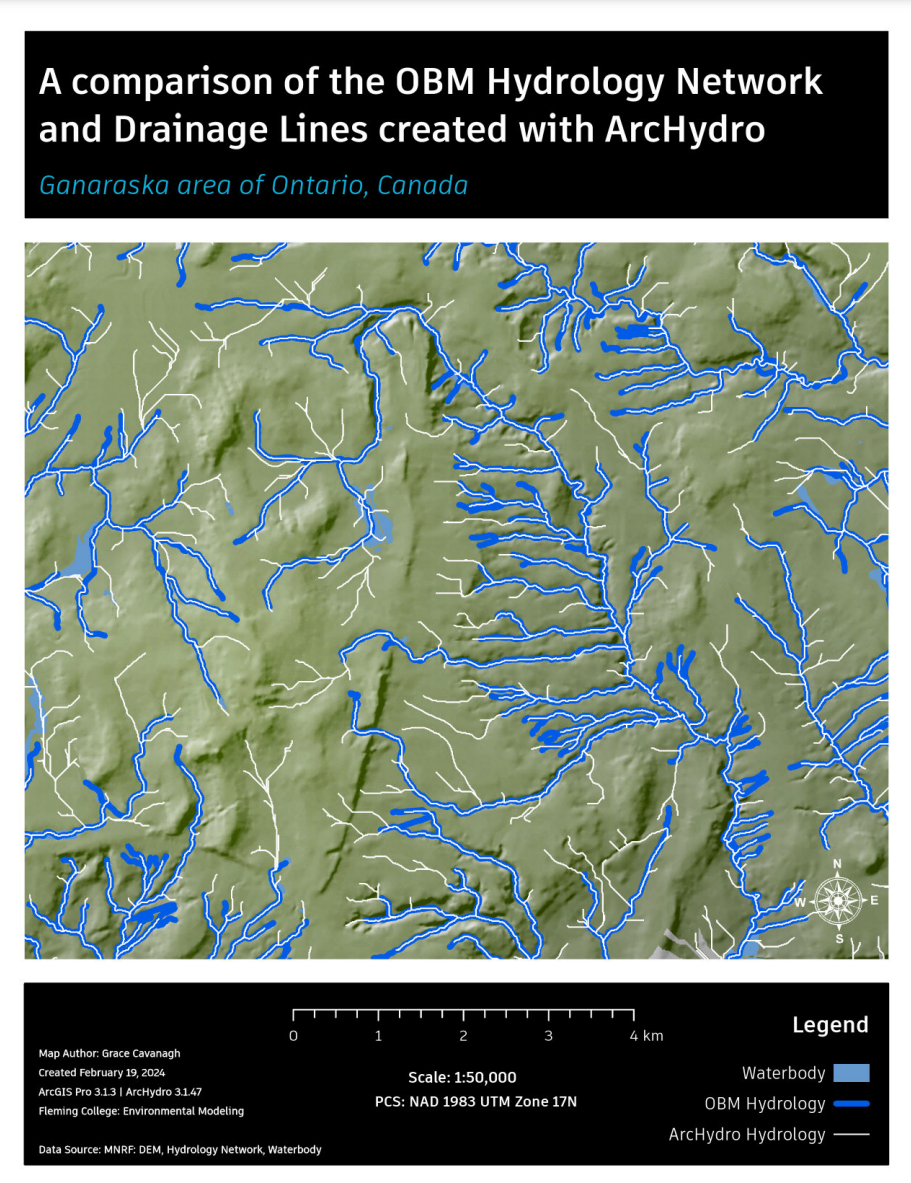 A comparison of the OBM Hydrology Network
and Drainage Lines created with ArcHydro
Ganaraska area of Ontario, Canada
N
W
E
S
0 1 2 3 4 km
Scale: 1:50,000
PCS: NAD 1983 UTM Zone 17N
Map Author: Grace Cavanagh
Created February 19, 2024
ArcGIS Pro 3.1.3 | ArcHydro 3.1.47
Fleming College: Environmental Modeling
Data Source: MNRF: DEM, Hydrology Network, Waterbody
Legend
Waterbody
OBM Hydrology
ArcHydro Hydrology